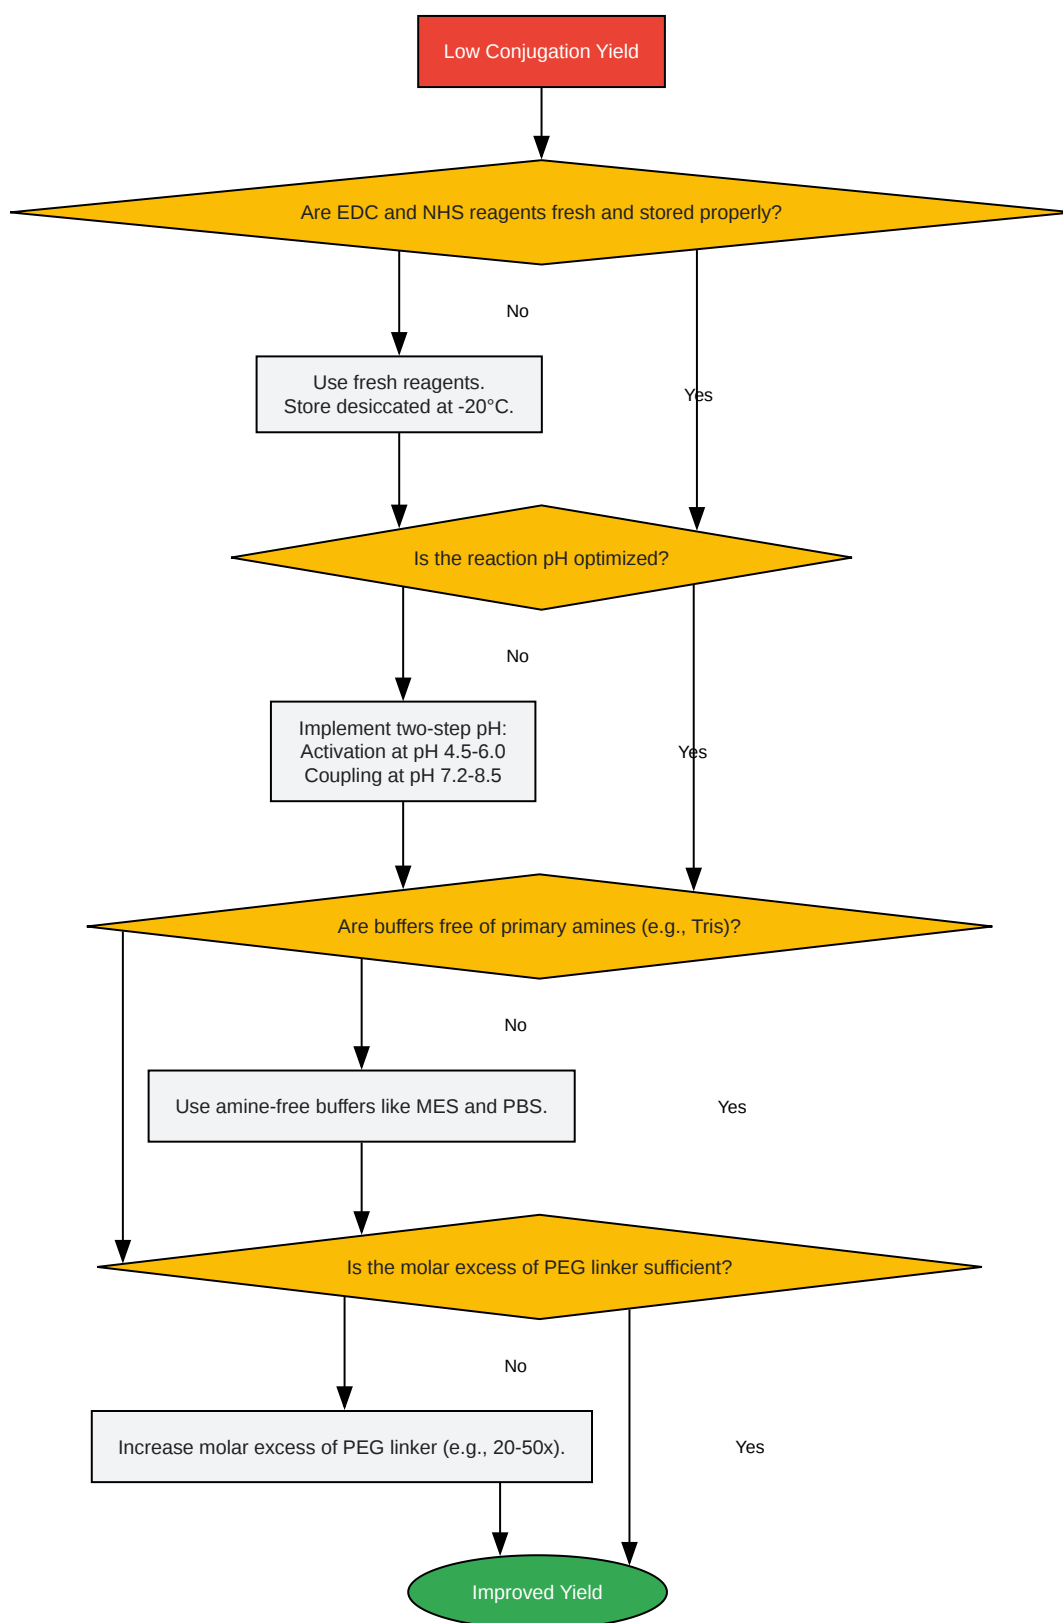 Low Conjugation Yield
Are EDC and NHS reagents fresh and stored properly?
No
Use fresh reagents.
Store desiccated at -20°C.
Yes
Is the reaction pH optimized?
No
Implement two-step pH:
Activation at pH 4.5-6.0
Coupling at pH 7.2-8.5
Yes
Are buffers free of primary amines (e.g., Tris)?
No
Use amine-free buffers like MES and PBS.
Yes
Is the molar excess of PEG linker sufficient?
No
Increase molar excess of PEG linker (e.g., 20-50x).
Yes
Improved Yield